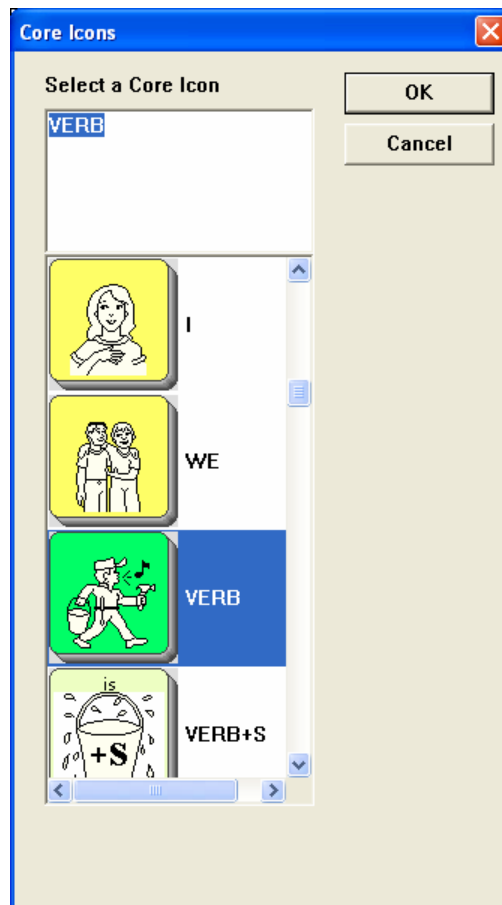 Core Icons
Select a Core Icon
OK
VERB
Cancel
I
WE
VERB
is
+S
VERB+S